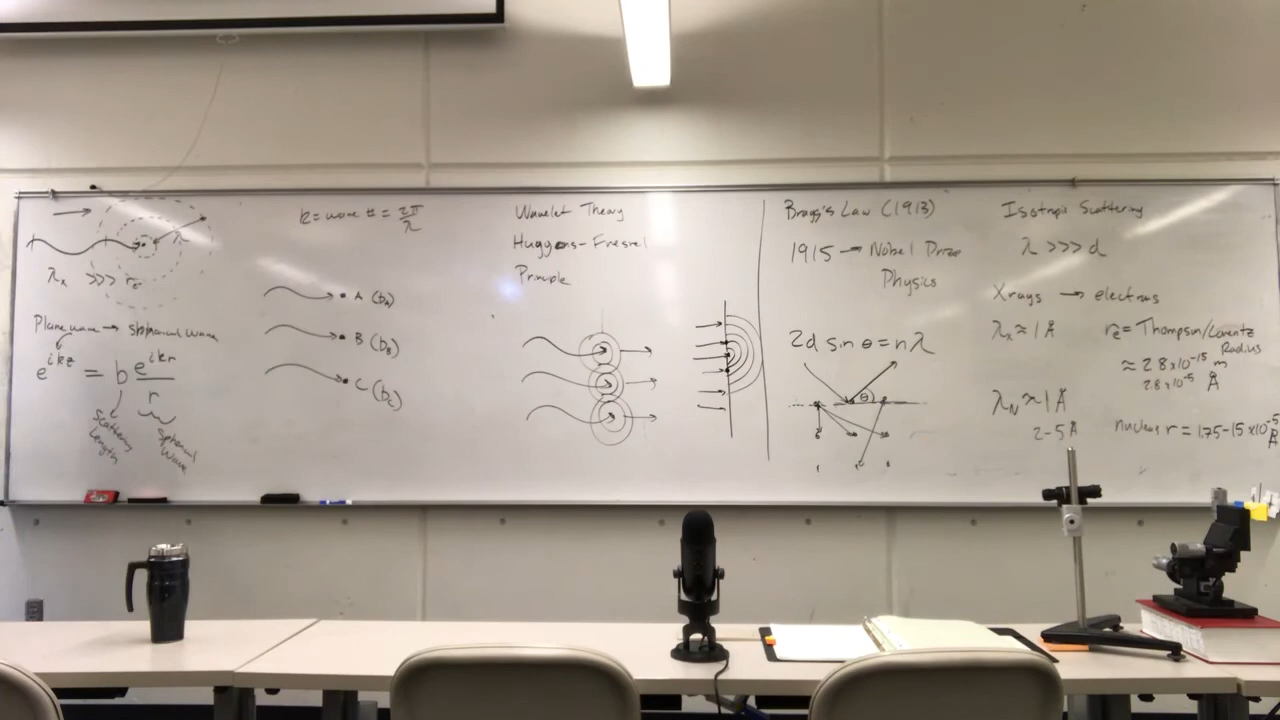 λx >>> re
Plane wave → spherical wave
e^ikz = b e^ikr / r
Scattering Length
spherical wave
k = wave # = 2π/λ
A (bA)
B (bB)
C (bC)
Wavelet Theory
Huygens-Fresnel
Principle
Bragg's Law (1913)
1915 → Nobel Prize
Physics
2d sin θ = nλ
θ
Isotropic Scattering
λ >>> d
Xrays → electrons
λx ≈ 1 Å
re = Thompson/Lorentz
Radius
≈ 2.8 x 10^-15 m
2.8 x 10^-5 Å
λN ≈ 1 Å
2-5 Å
nuclear r = 1.75-15 x 10^-5 Å